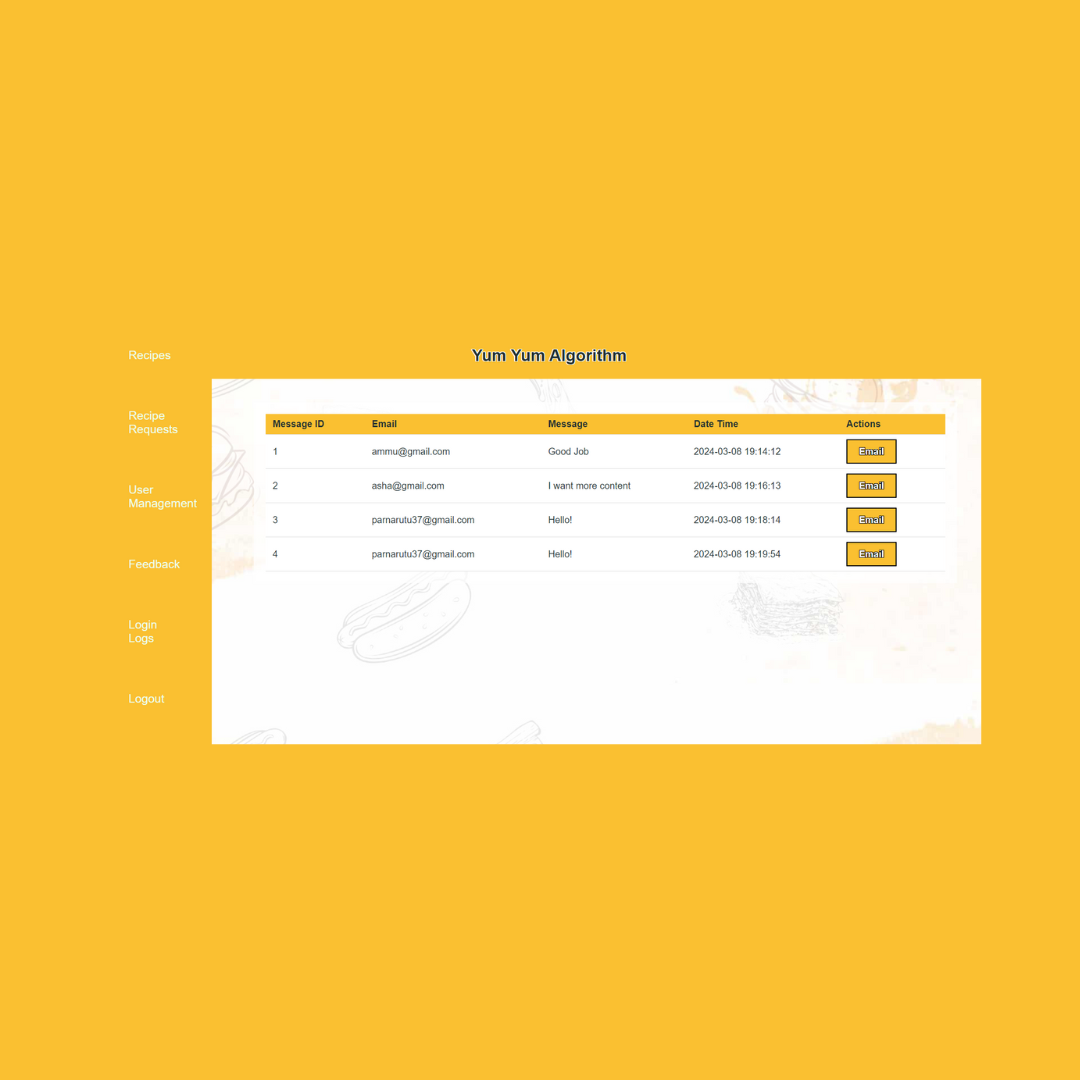 Yum Yum Algorithm
Recipes
Recipe
Requests
User
Management
Feedback
Login
Logs
Logout
Message ID Email Message Date Time Actions
1 ammu@gmail.com Good Job 2024-03-08 19:14:12 Email
2 asha@gmail.com I want more content 2024-03-08 19:16:13 Email
3 parnarutu37@gmail.com Hello! 2024-03-08 19:18:14 Email
4 parnarutu37@gmail.com Hello! 2024-03-08 19:19:54 Email